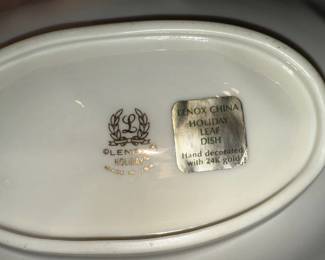 L
©LENOX
HOLIDAY
LENOX CHINA
HOLIDAY
LEAF
DISH
Hand decorated
with 24K gold